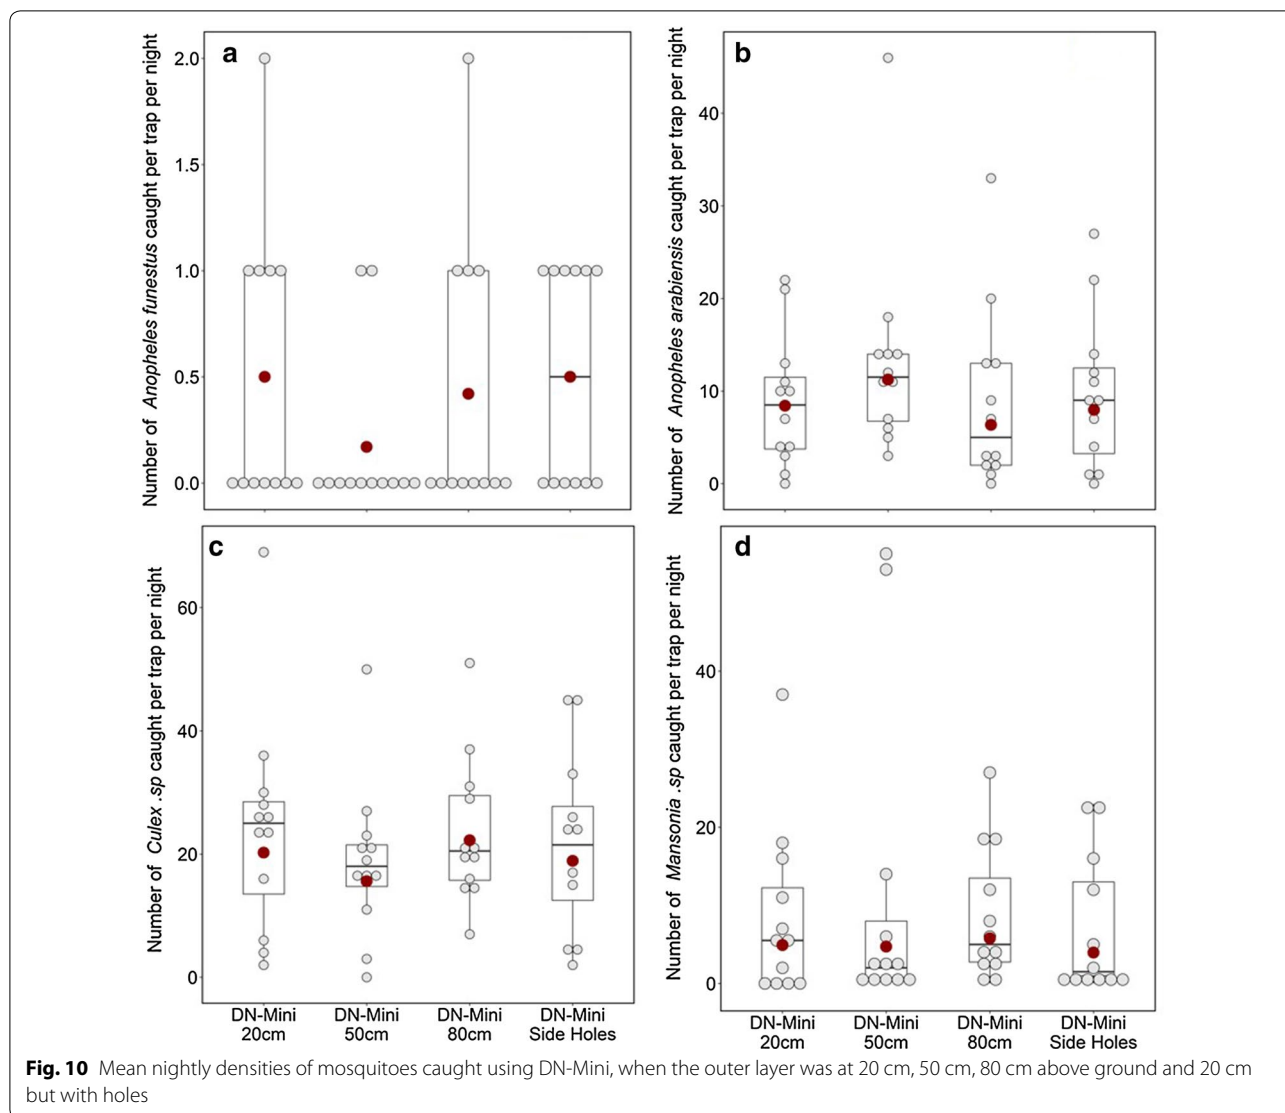 a
Number of Anopheles funestus caught per trap per night
2.0
1.5
1.0
0.5
0.0
b
Number of Anopheles arabiensis caught per trap per night
40
30
20
10
0
c
Number of Culex .sp caught per trap per night
60
40
20
0
DN-Mini
20cm
DN-Mini
50cm
DN-Mini
80cm
DN-Mini
Side Holes
d
Number of Mansonia .sp caught per trap per night
40
20
0
DN-Mini
20cm
DN-Mini
50cm
DN-Mini
80cm
DN-Mini
Side Holes
Fig. 10 Mean nightly densities of mosquitoes caught using DN-Mini, when the outer layer was at 20 cm, 50 cm, 80 cm above ground and 20 cm
but with holes